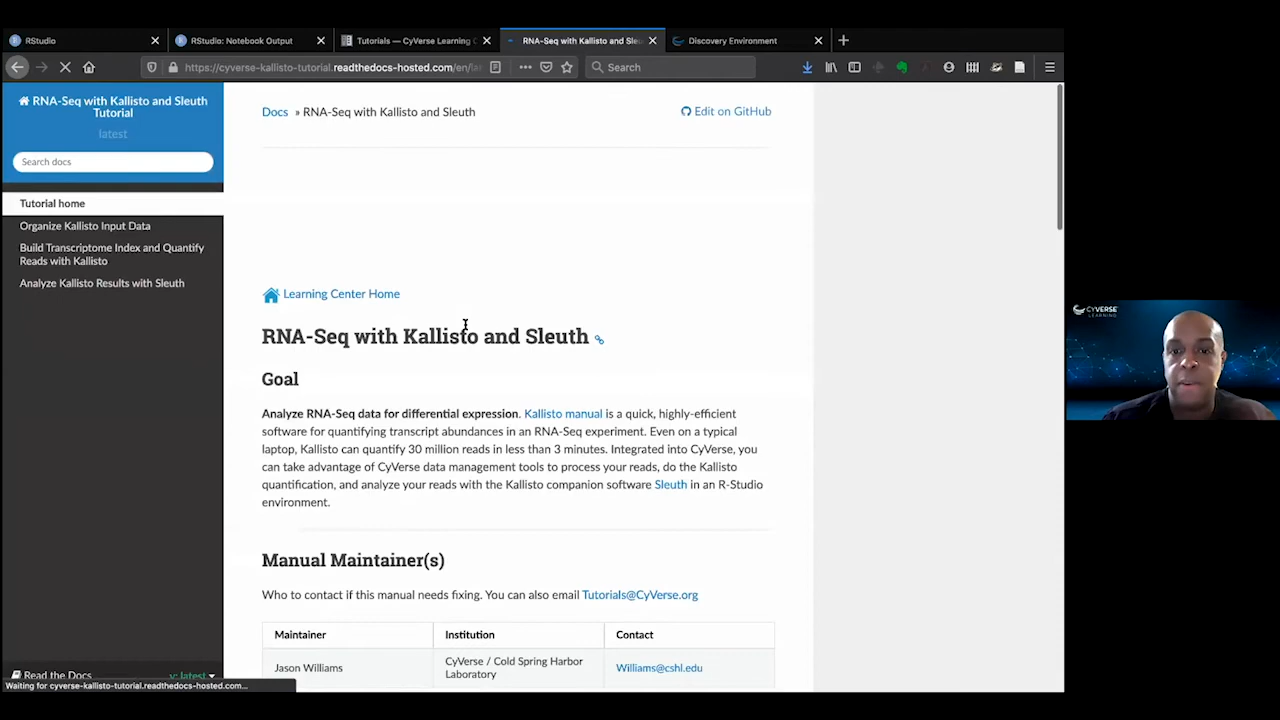 RStudio
RStudio: Notebook Output
Tutorials — CyVerse Learning C
RNA-Seq with Kallisto and Sleu
Discovery Environment
https://cyverse-kallisto-tutorial.readthedocs-hosted.com/en/la
Search
RNA-Seq with Kallisto and Sleuth
Tutorial
latest
Search docs
Tutorial home
Organize Kallisto Input Data
Build Transcriptome Index and Quantify
Reads with Kallisto
Analyze Kallisto Results with Sleuth
Docs » RNA-Seq with Kallisto and Sleuth
Edit on GitHub
Learning Center Home
RNA-Seq with Kallisto and Sleuth
Goal
Analyze RNA-Seq data for differential expression. Kallisto manual is a quick, highly-efficient
software for quantifying transcript abundances in an RNA-Seq experiment. Even on a typical
laptop, Kallisto can quantify 30 million reads in less than 3 minutes. Integrated into CyVerse, you
can take advantage of CyVerse data management tools to process your reads, do the Kallisto
quantification, and analyze your reads with the Kallisto companion software Sleuth in an R-Studio
environment.
Manual Maintainer(s)
Who to contact if this manual needs fixing. You can also email Tutorials@CyVerse.org
Maintainer Institution Contact
Jason Williams CyVerse / Cold Spring Harbor Laboratory Williams@cshl.edu
Read the Docs v: latest
Waiting for cyverse-kallisto-tutorial.readthedocs-hosted.com...
CYVERSE
LEARNING